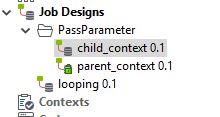 Job Designs
PassParameter
child_context 0.1
parent_context 0.1
looping 0.1
Contexts